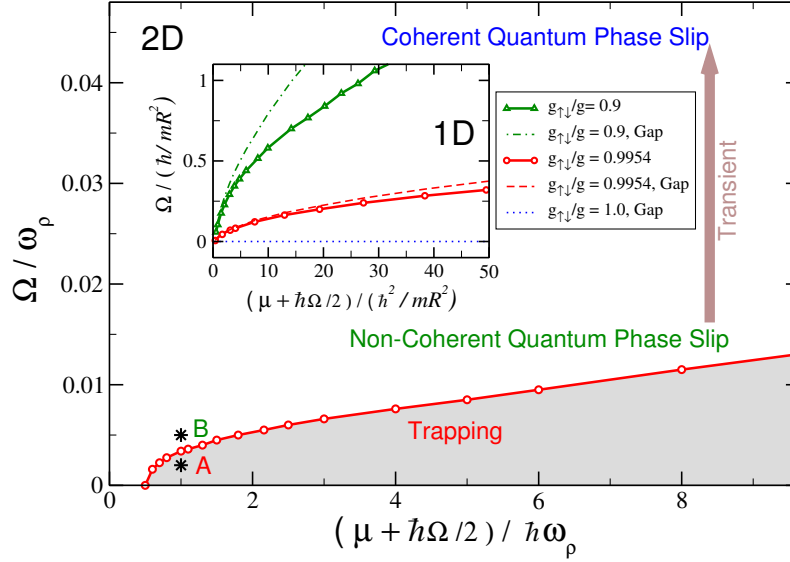 2D
Coherent Quantum Phase Slip
0.04
0.03
0.02
0.01
0
Ω / ω_ρ
0
2
4
6
8
(μ + ħΩ/2) / ħω_ρ
1
0.5
0
Ω / (ħ/mR²)
0
10
20
30
40
50
(μ + ħΩ/2) / (ħ²/mR²)
1D
g↑↓/g = 0.9
g↑↓/g = 0.9, Gap
g↑↓/g = 0.9954
g↑↓/g = 0.9954, Gap
g↑↓/g = 1.0, Gap
Transient
Non-Coherent Quantum Phase Slip
B
A
Trapping